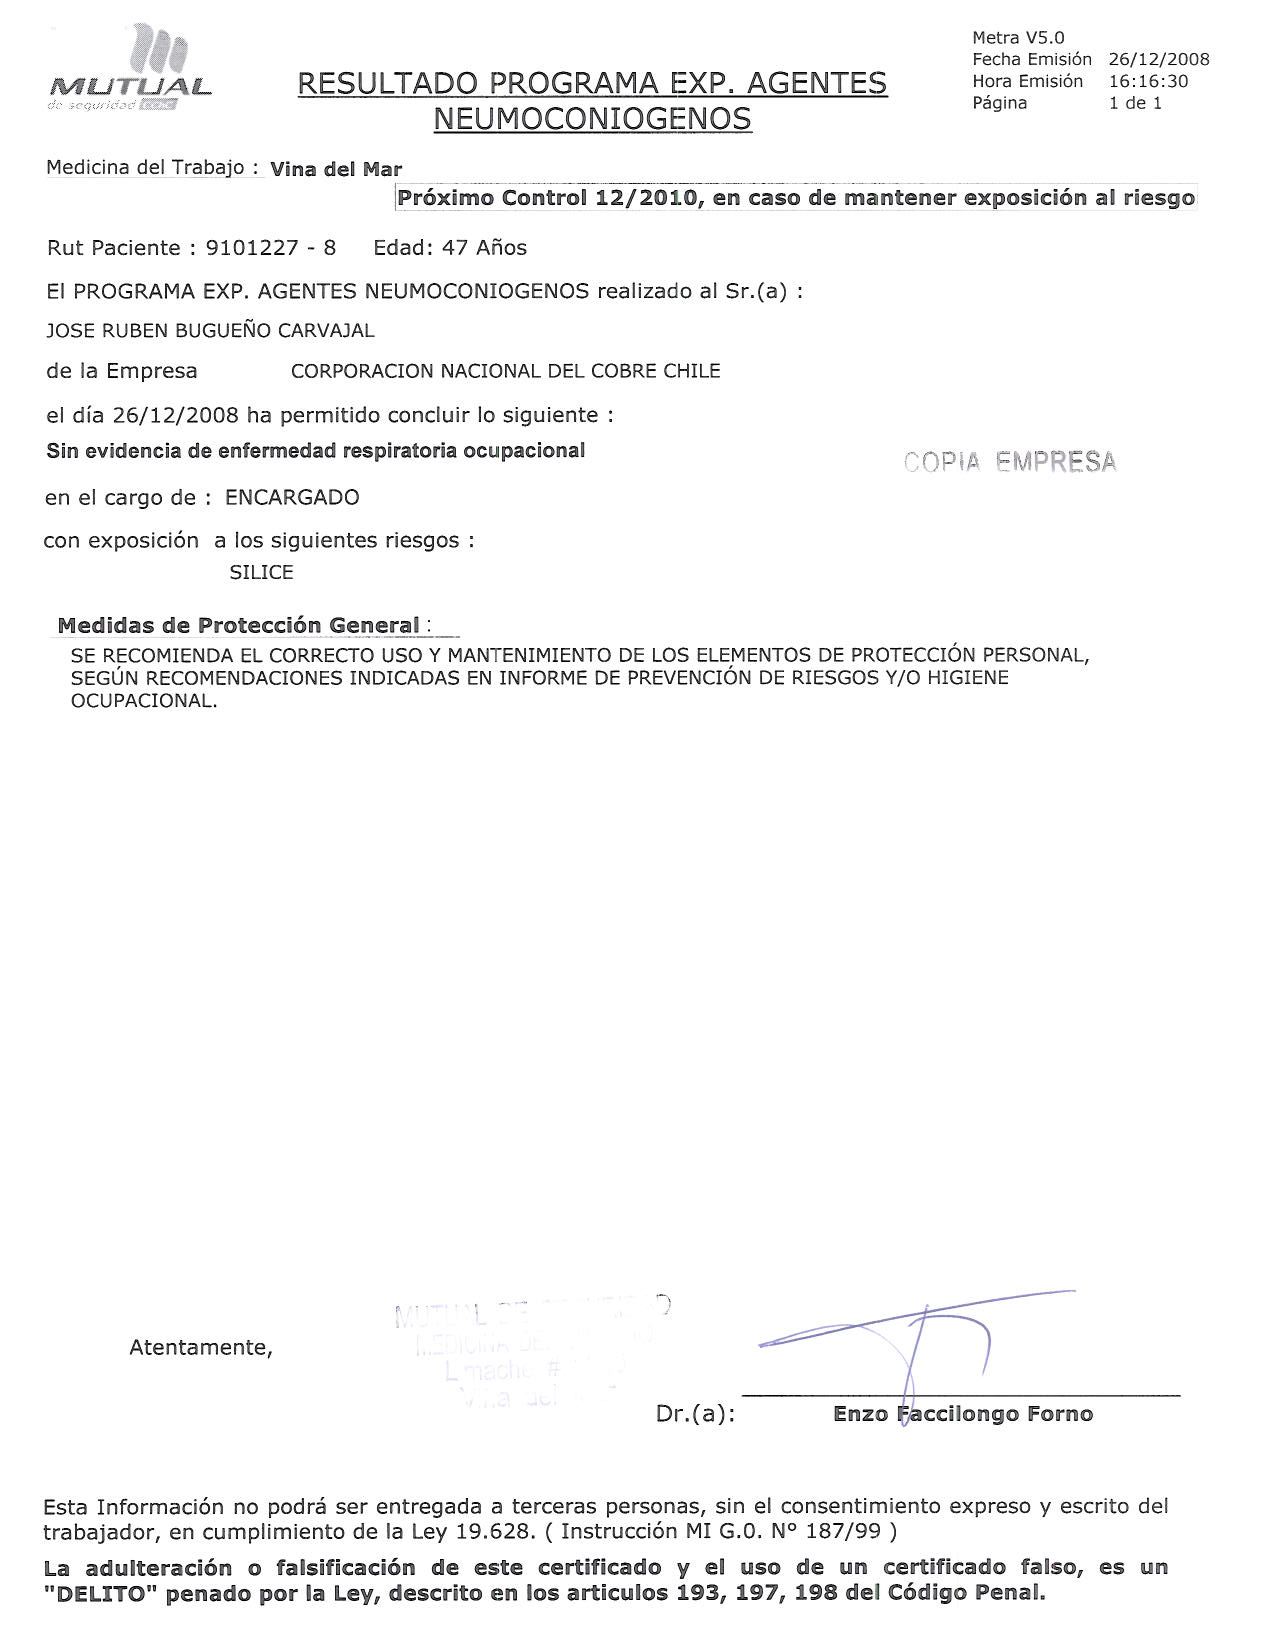 MUTUAL
de seguridad CChC
RESULTADO PROGRAMA EXP. AGENTES
NEUMOCONIOGENOS
Metra V5.0
Fecha Emisión 26/12/2008
Hora Emisión 16:16:30
Página 1 de 1
Medicina del Trabajo : Vina del Mar
Próximo Control 12/2010, en caso de mantener exposición al riesgo
Rut Paciente : 9101227 - 8 Edad: 47 Años
El PROGRAMA EXP. AGENTES NEUMOCONIOGENOS realizado al Sr.(a) :
JOSE RUBEN BUGUEÑO CARVAJAL
de la Empresa CORPORACION NACIONAL DEL COBRE CHILE
el día 26/12/2008 ha permitido concluir lo siguiente :
Sin evidencia de enfermedad respiratoria ocupacional
COPIA EMPRESA
en el cargo de : ENCARGADO
con exposición a los siguientes riesgos :
SILICE
Medidas de Protección General :
SE RECOMIENDA EL CORRECTO USO Y MANTENIMIENTO DE LOS ELEMENTOS DE PROTECCIÓN PERSONAL,
SEGÚN RECOMENDACIONES INDICADAS EN INFORME DE PREVENCIÓN DE RIESGOS Y/O HIGIENE
OCUPACIONAL.
MUTUAL DE
MEDICINA DEL
Atentamente,
Dr.(a): Enzo Faccilongo Forno
Esta Información no podrá ser entregada a terceras personas, sin el consentimiento expreso y escrito del
trabajador, en cumplimiento de la Ley 19.628. ( Instrucción MI G.0. Nº 187/99 )
La adulteración o falsificación de este certificado y el uso de un certificado falso, es un
"DELITO" penado por la Ley, descrito en los articulos 193, 197, 198 del Código Penal.